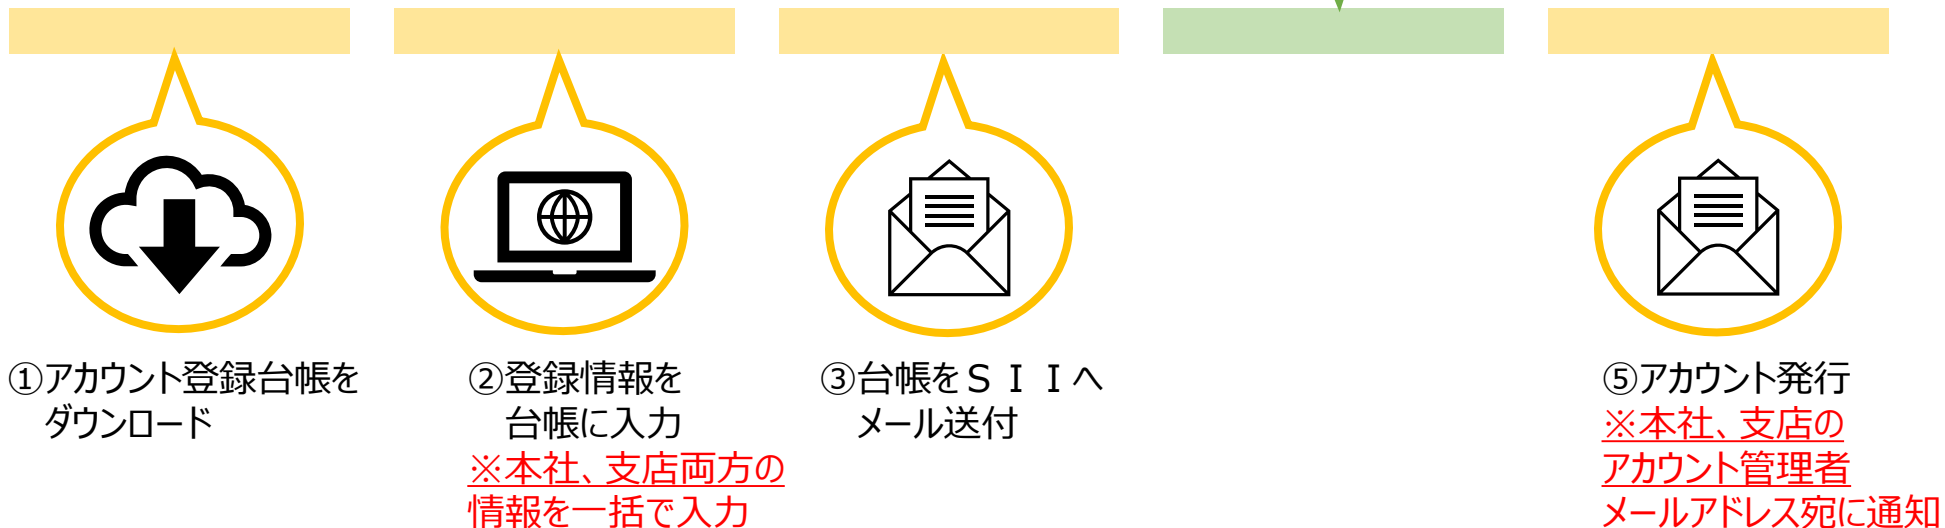 ①アカウント登録台帳を
ダウンロード
②登録情報を
台帳に入力
※本社、支店両方の
情報を一括で入力
③台帳をＳＩＩへ
メール送付
⑤アカウント発行
※本社、支店の
アカウント管理者
メールアドレス宛に通知